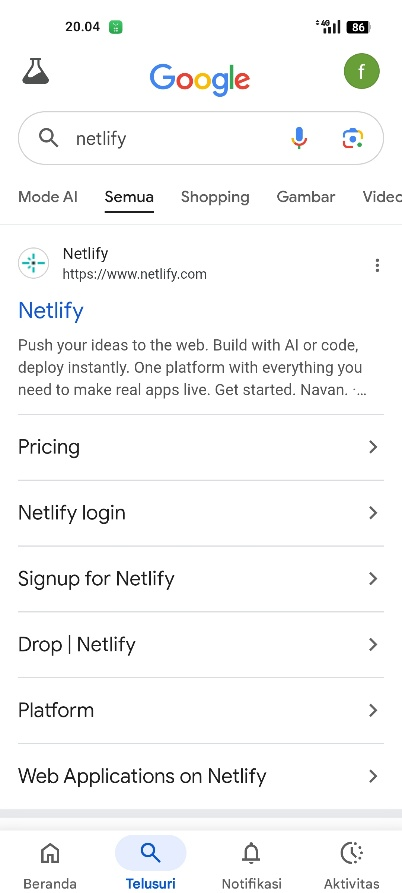 20.04
4G
86
Google
f
netlify
Mode AI Semua Shopping Gambar Video
Netlify
https://www.netlify.com
Netlify
Push your ideas to the web. Build with AI or code,
deploy instantly. One platform with everything you
need to make real apps live. Get started. Navan. ·...
Pricing
Netlify login
Signup for Netlify
Drop | Netlify
Platform
Web Applications on Netlify
Beranda Telusuri Notifikasi Aktivitas